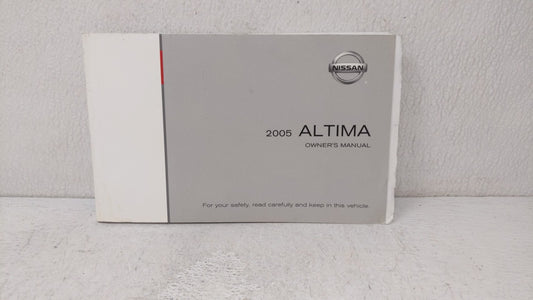 NISSAN
2005 ALTIMA
OWNER'S MANUAL
For your safety, read carefully and keep in this vehicle.